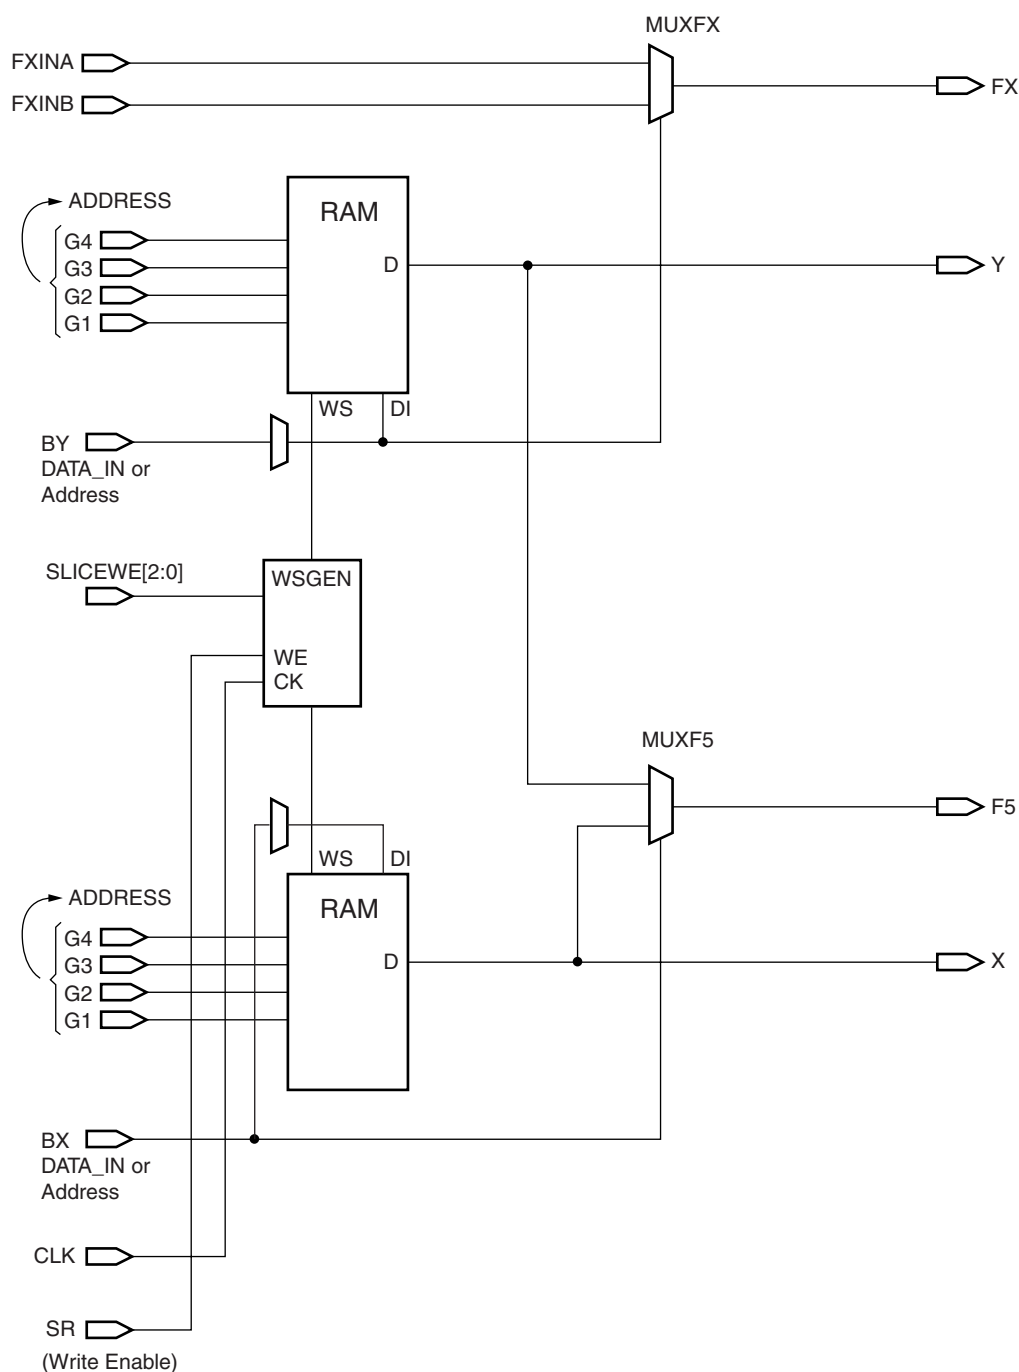 MUXFX
FXINA
FX
FXINB
ADDRESS
RAM
G4
G3
D
Y
G2
G1
WS
DI
BY
DATA_IN or
Address
SLICEWE[2:0]
WSGEN
WE
CK
MUXF5
F5
WS
DI
ADDRESS
RAM
G4
G3
D
X
G2
G1
BX
DATA_IN or
Address
CLK
SR
(Write Enable)